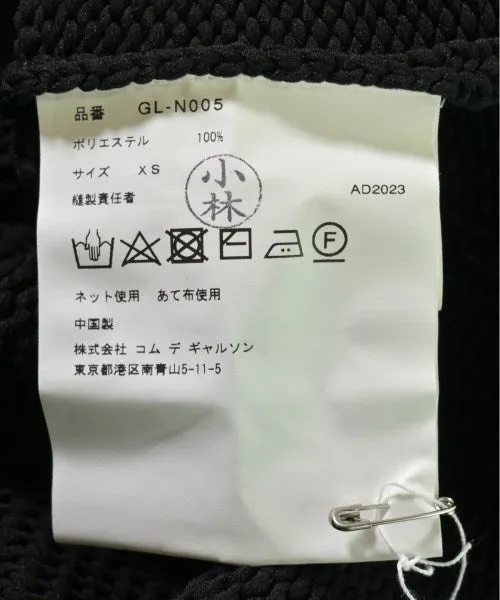 品番 GL-N005
ポリエステル 100%
サイズ XS
縫製責任者
小林
AD2023
F
ネット使用 あて布使用
中国製
株式会社 コム デ ギャルソン
東京都港区南青山5-11-5